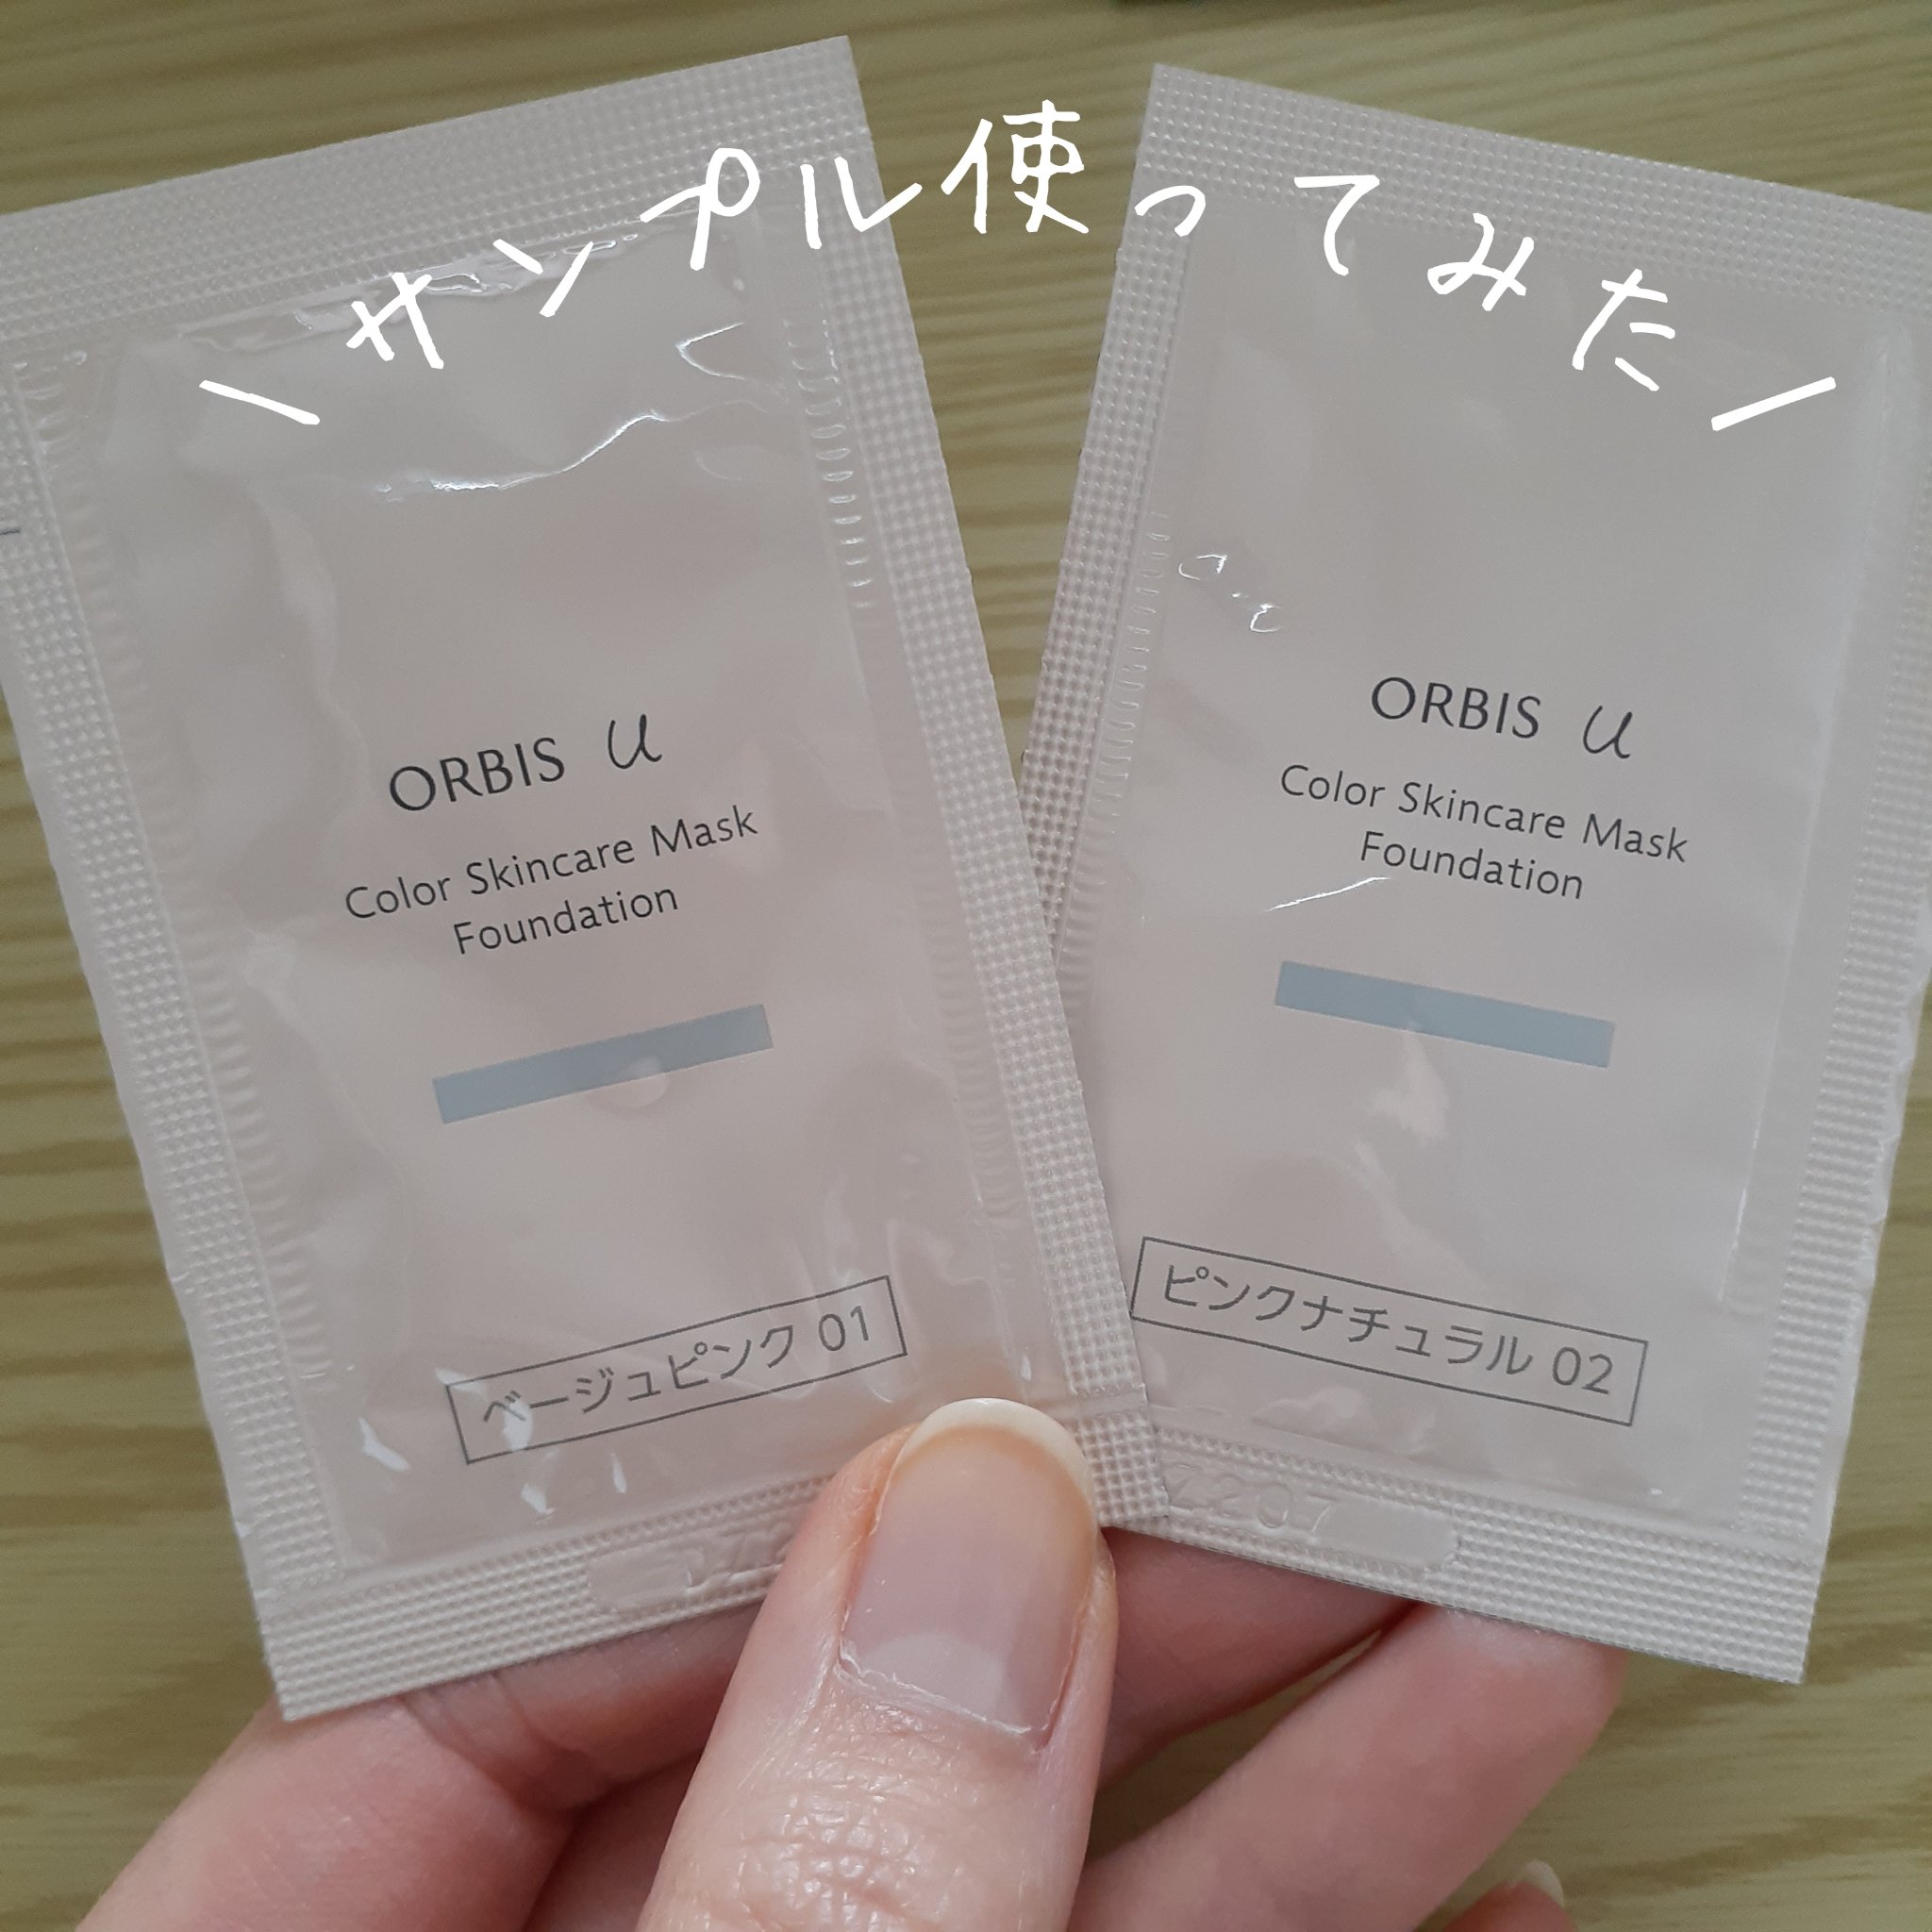 \ サンプル使ってみた /
ORBIS u
Color Skincare Mask
Foundation
ベージュピンク 01
ORBIS u
Color Skincare Mask
Foundation
ピンクナチュラル 02